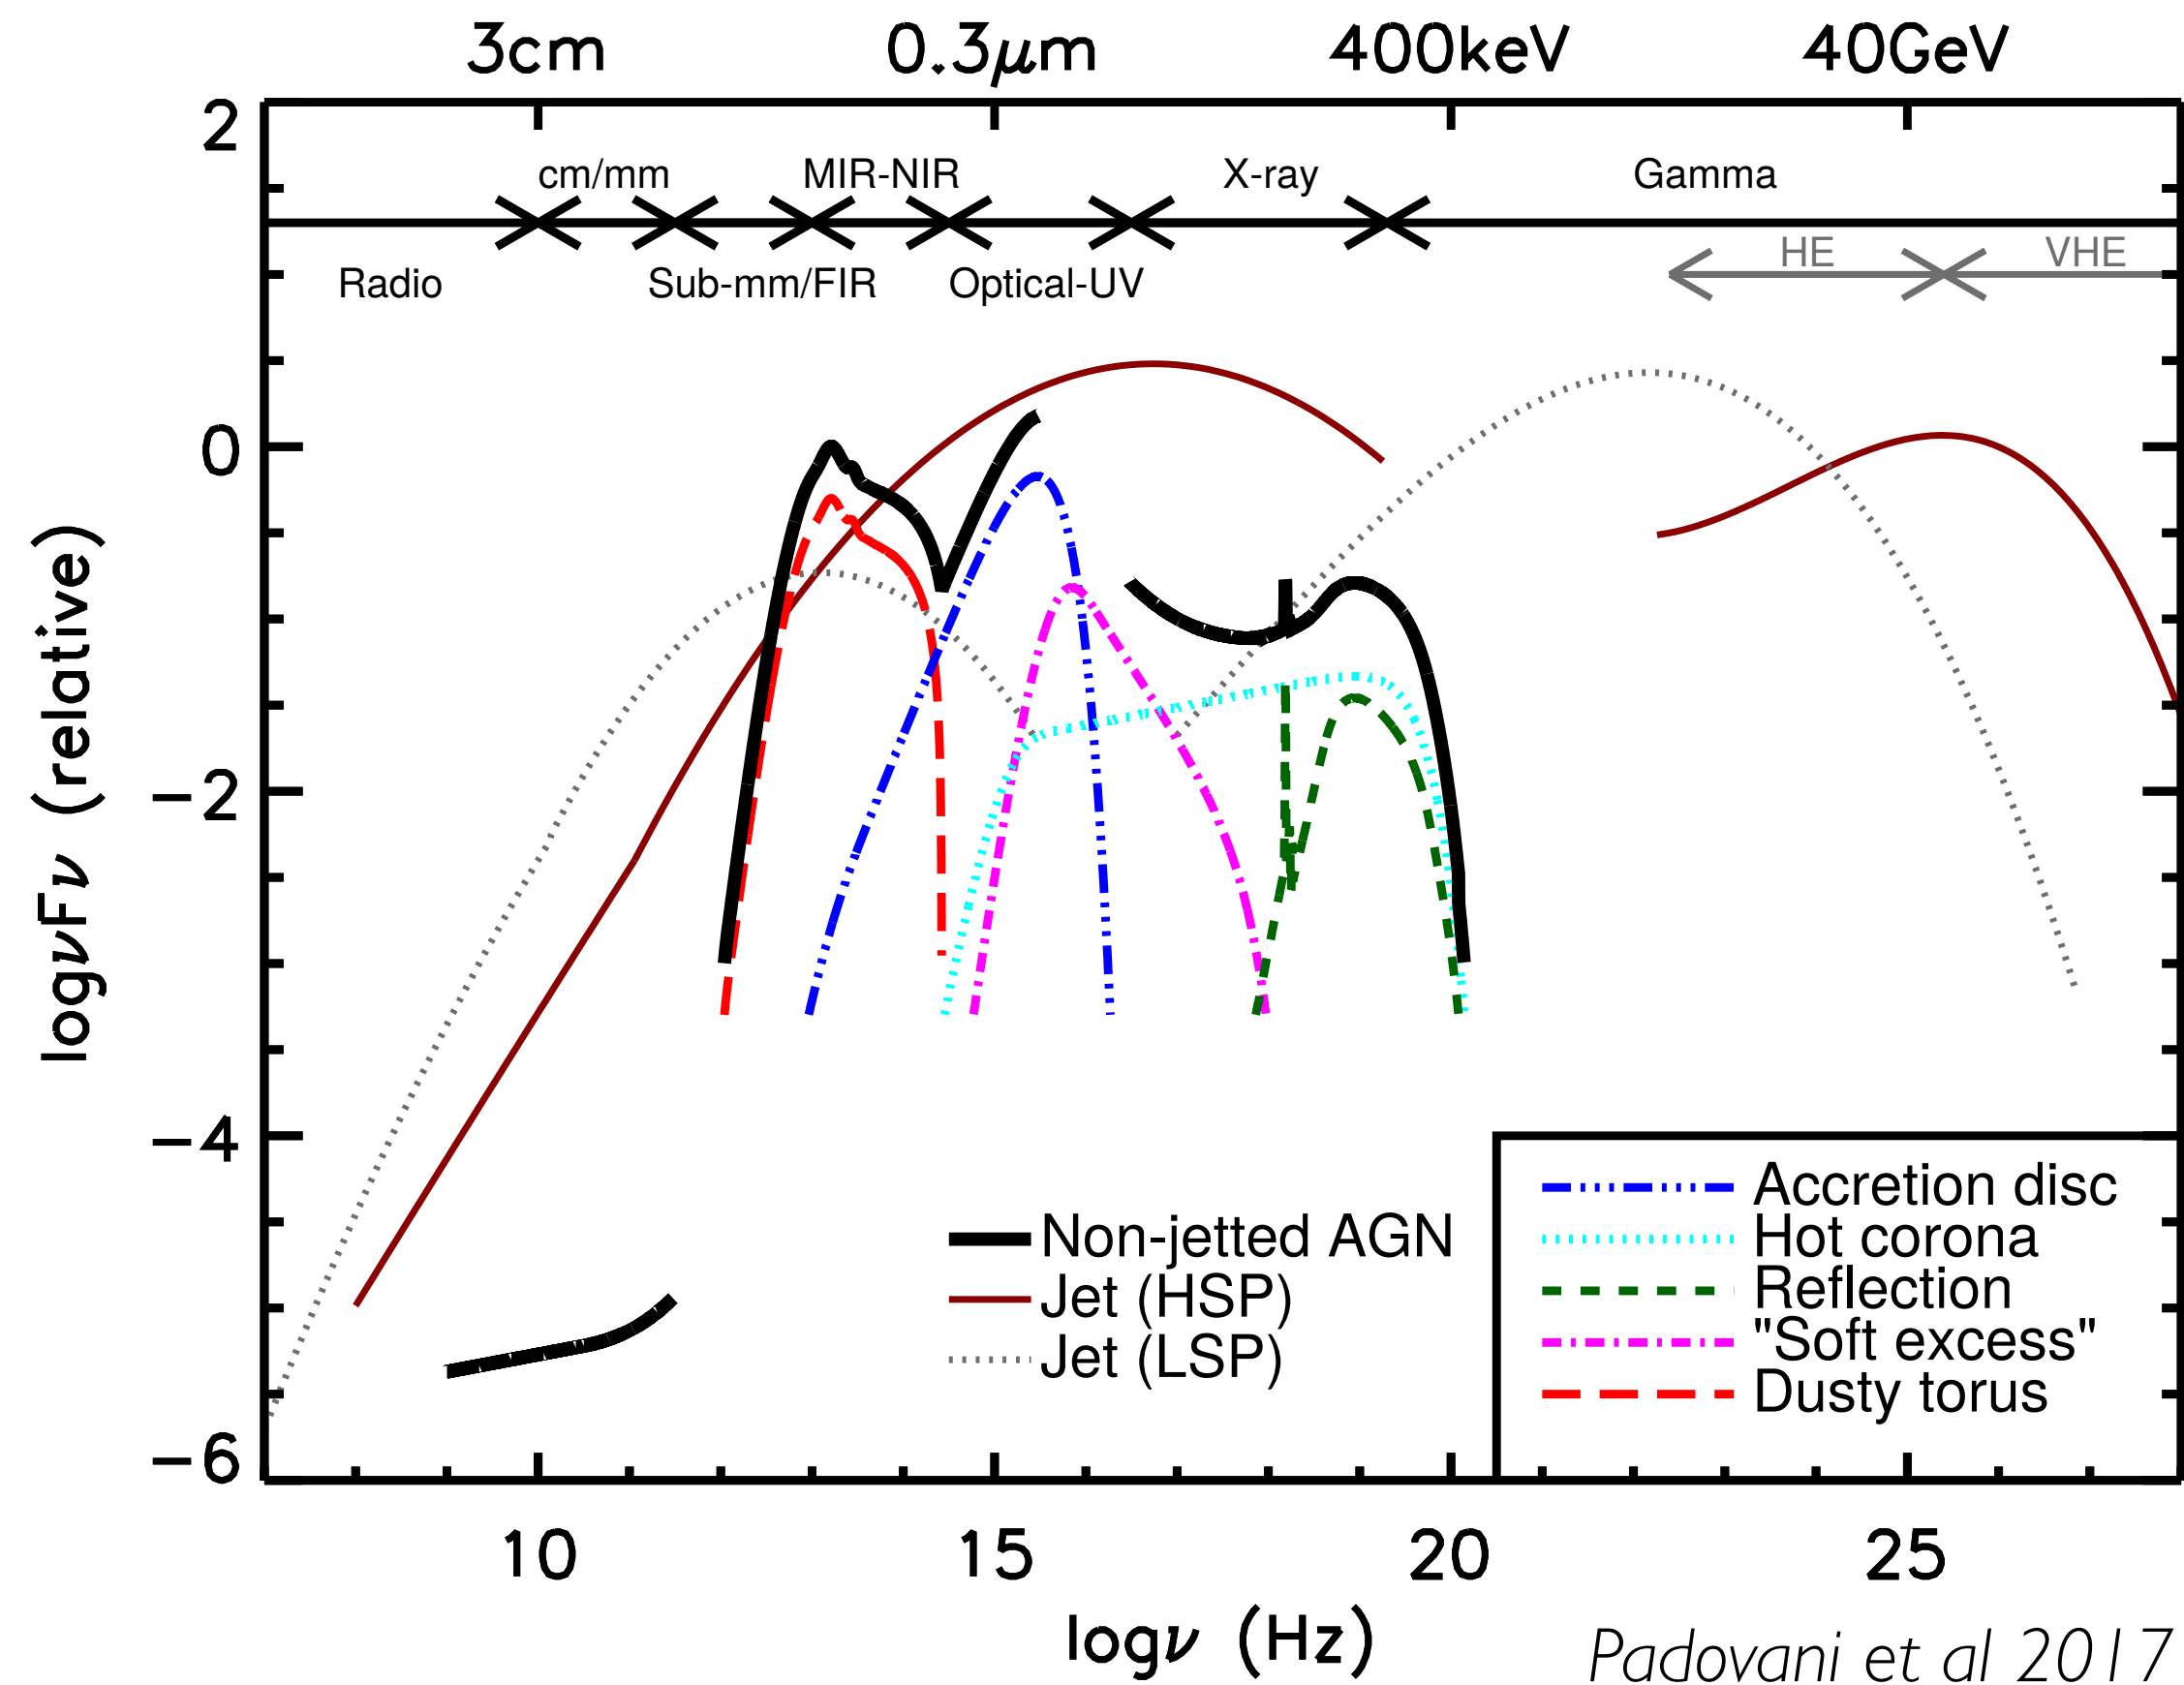 3cm 0.3μm 400keV 40GeV
cm/mm MIR-NIR X-ray Gamma
Radio Sub-mm/FIR Optical-UV HE VHE
2
0
−2
−4
−6
logνFν (relative)
Non-jetted AGN
Jet (HSP)
Jet (LSP)
Accretion disc
Hot corona
Reflection
"Soft excess"
Dusty torus
10 15 20 25
logν (Hz)
Padovani et al 2017